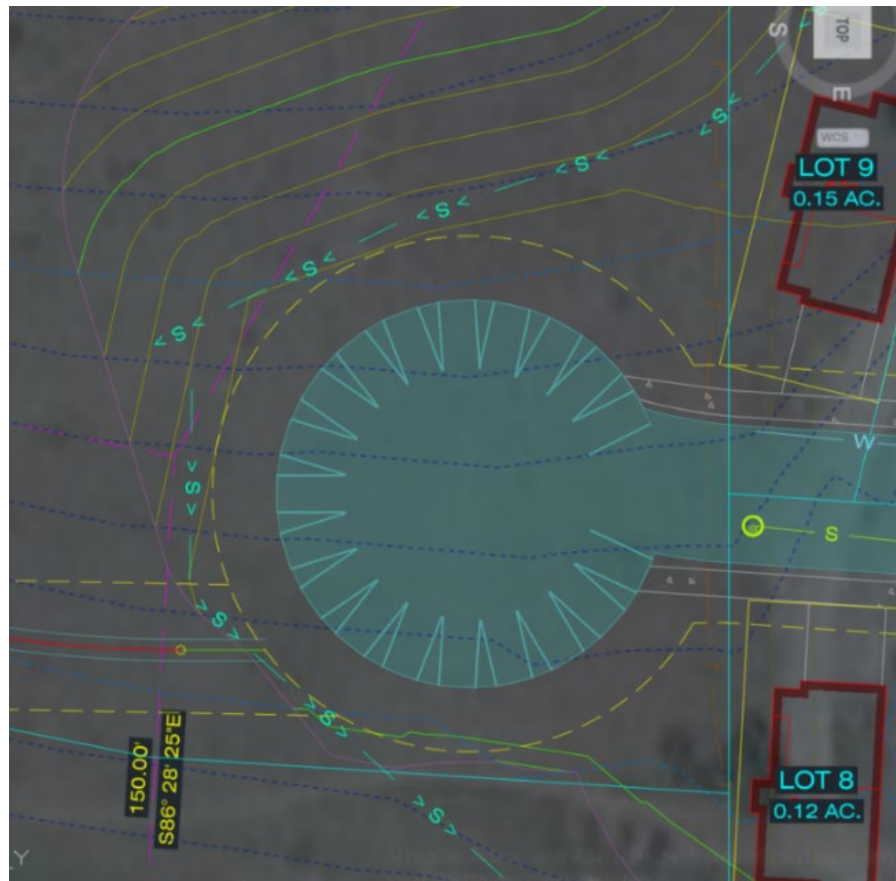 S
TOP
E
WCS
LOT 9
0.15 AC.
< S <
< S <
< S <
< S <
< S <
< S <
W
S
> S >
> S >
> S >
150.00'
S86° 28' 25"E
LOT 8
0.12 AC.
Y